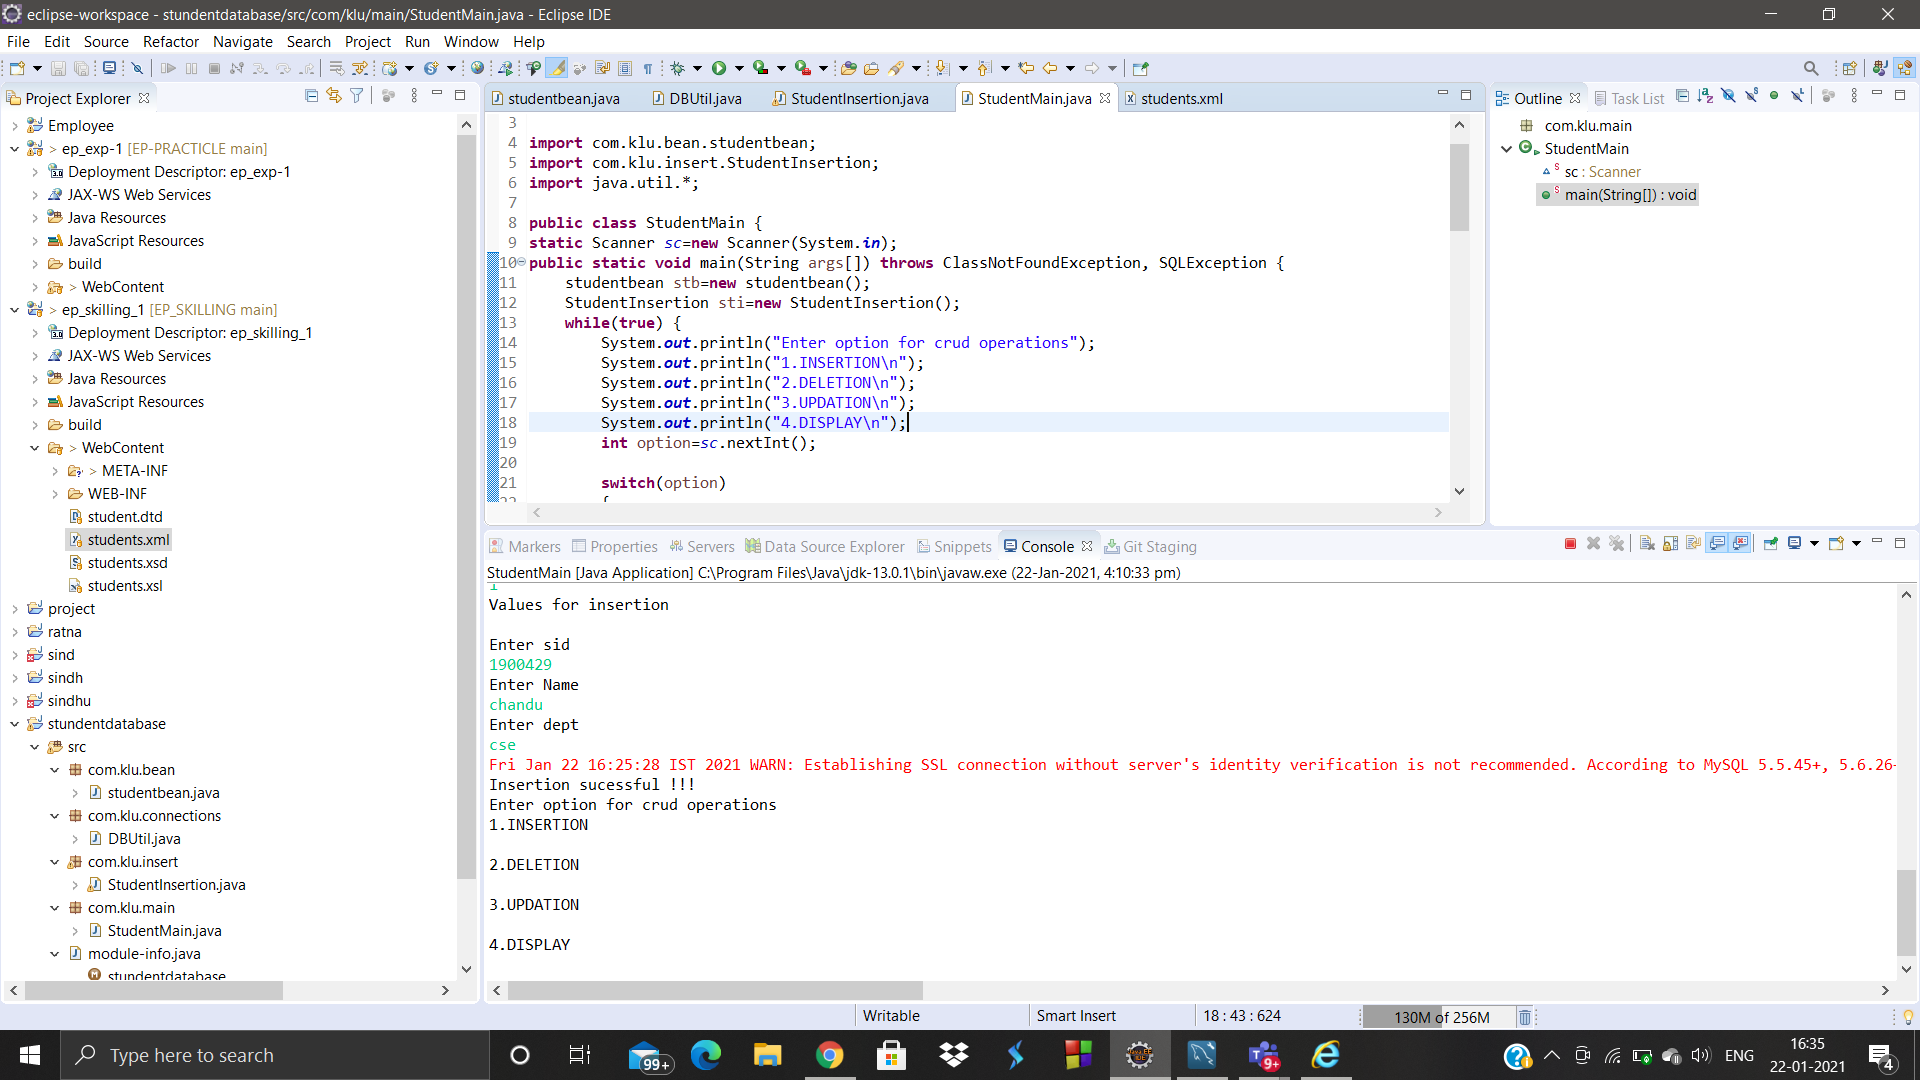 eclipse-workspace - stundentdatabase/src/com/klu/main/StudentMain.java - Eclipse IDE
File Edit Source Refactor Navigate Search Project Run Window Help
Project Explorer
Employee
> ep_exp-1 [EP-PRACTICLE main]
Deployment Descriptor: ep_exp-1
JAX-WS Web Services
Java Resources
JavaScript Resources
build
> WebContent
> ep_skilling_1 [EP_SKILLING main]
Deployment Descriptor: ep_skilling_1
JAX-WS Web Services
Java Resources
JavaScript Resources
build
> WebContent
> META-INF
WEB-INF
student.dtd
students.xml
students.xsd
students.xsl
project
ratna
sind
sindh
sindhu
stundentdatabase
src
com.klu.bean
studentbean.java
com.klu.connections
DBUtil.java
com.klu.insert
StudentInsertion.java
com.klu.main
StudentMain.java
module-info.java
stundentdatabase
studentbean.java DBUtil.java StudentInsertion.java StudentMain.java students.xml
3
4 import com.klu.bean.studentbean;
5 import com.klu.insert.StudentInsertion;
6 import java.util.*;
7
8 public class StudentMain {
9 static Scanner sc=new Scanner(System.in);
10 public static void main(String args[]) throws ClassNotFoundException, SQLException {
11 studentbean stb=new studentbean();
12 StudentInsertion sti=new StudentInsertion();
13 while(true) {
14 System.out.println("Enter option for crud operations");
15 System.out.println("1.INSERTION\n");
16 System.out.println("2.DELETION\n");
17 System.out.println("3.UPDATION\n");
18 System.out.println("4.DISPLAY\n");
19 int option=sc.nextInt();
20
21 switch(option)
22 {
Outline Task List
com.klu.main
StudentMain
sc : Scanner
main(String[]) : void
Markers Properties Servers Data Source Explorer Snippets Console Git Staging
StudentMain [Java Application] C:\Program Files\Java\jdk-13.0.1\bin\javaw.exe (22-Jan-2021, 4:10:33 pm)
1
Values for insertion
Enter sid
1900429
Enter Name
chandu
Enter dept
cse
Fri Jan 22 16:25:28 IST 2021 WARN: Establishing SSL connection without server's identity verification is not recommended. According to MySQL 5.5.45+, 5.6.26
Insertion sucessful !!!
Enter option for crud operations
1.INSERTION
2.DELETION
3.UPDATION
4.DISPLAY
Writable Smart Insert 18 : 43 : 624 130M of 256M
Type here to search
99+
9+
ENG
16:35
22-01-2021
4